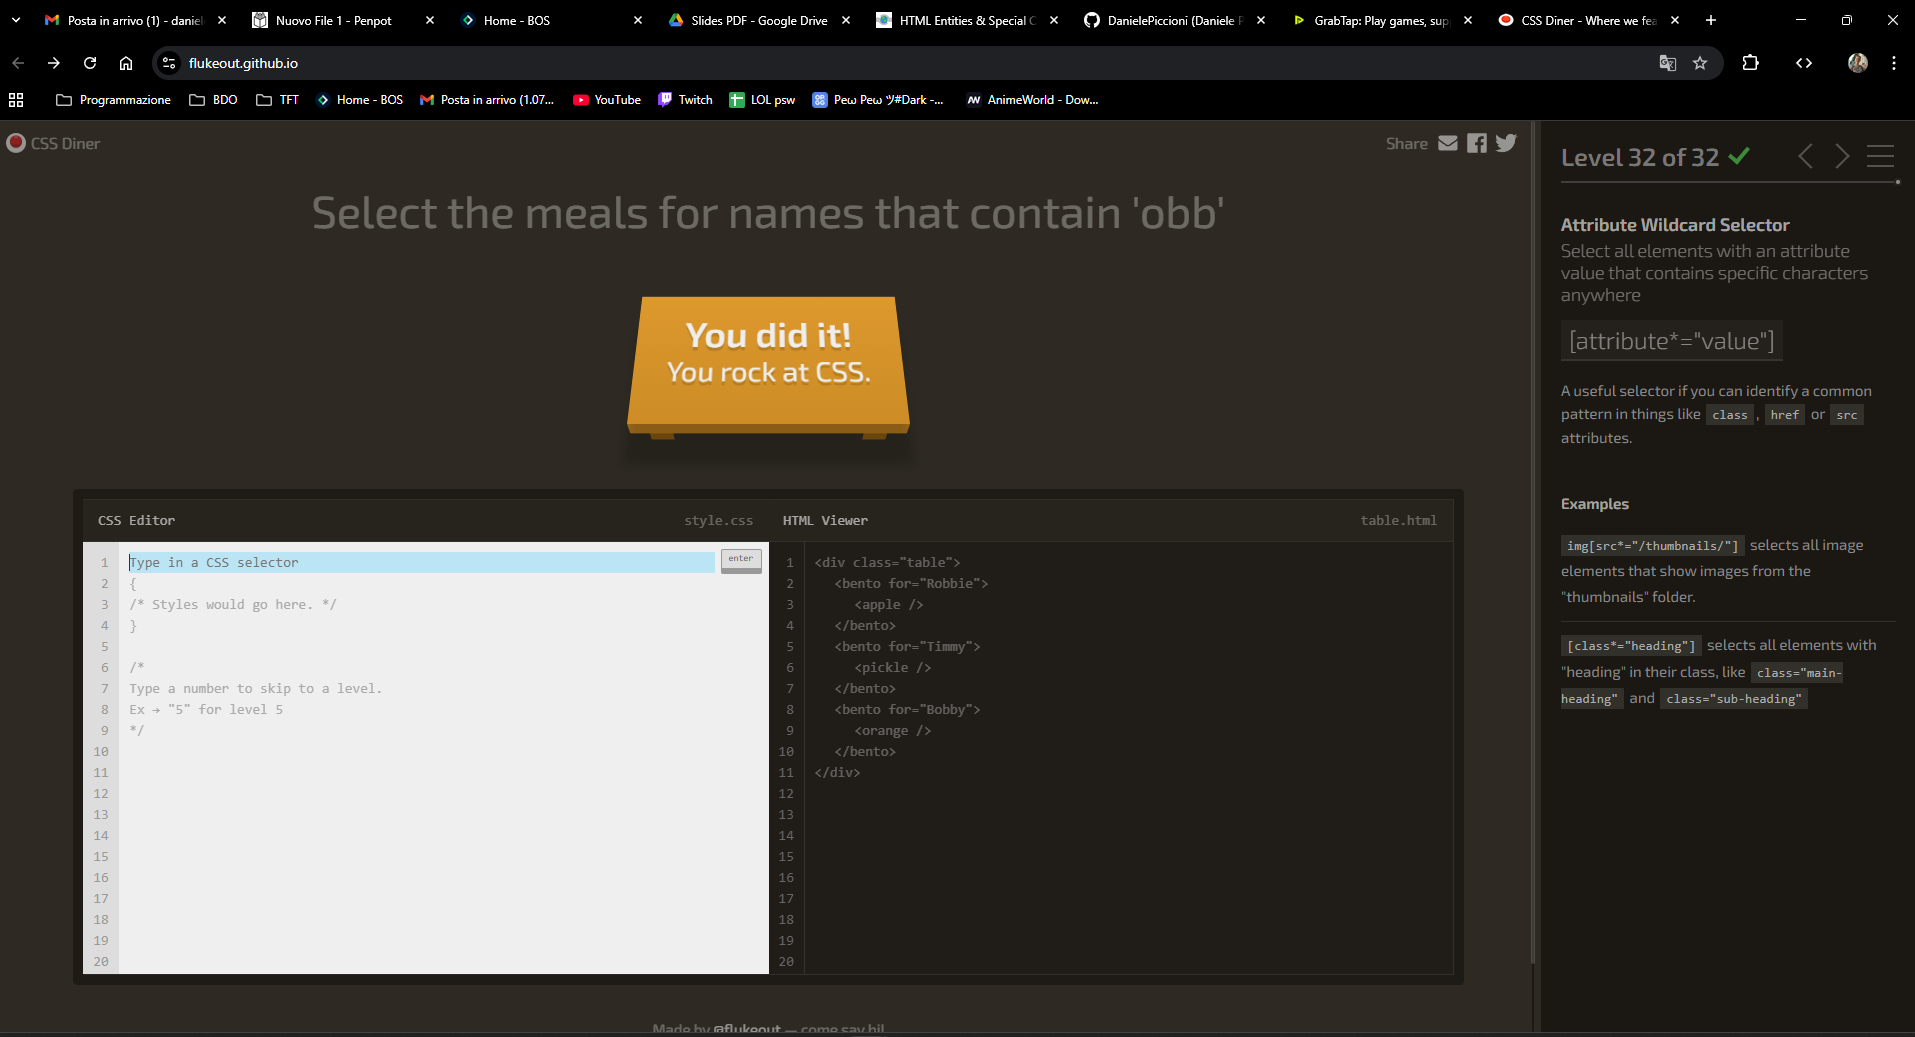 Posta in arrivo (1) - daniel
Nuovo File 1 - Penpot
Home - BOS
Slides PDF - Google Drive
HTML Entities & Special C
DanielePiccioni (Daniele P
GrabTap: Play games, sup
CSS Diner - Where we fea
flukeout.github.io
Programmazione
BDO
TFT
Home - BOS
Posta in arrivo (1.07...
YouTube
Twitch
LOL psw
Peω Peω ツ#Dark -...
AnimeWorld - Dow...
CSS Diner
Share
Select the meals for names that contain 'obb'
You did it!
You rock at CSS.
CSS Editor
style.css
1
2
3
4
5
6
7
8
9
10
11
12
13
14
15
16
17
18
19
20
Type in a CSS selector
enter
{
/* Styles would go here. */
}
/*
Type a number to skip to a level.
Ex → "5" for level 5
*/
HTML Viewer
table.html
1
2
3
4
5
6
7
8
9
10
11
12
13
14
15
16
17
18
19
20
<div class="table">
<bento for="Robbie">
<apple />
</bento>
<bento for="Timmy">
<pickle />
</bento>
<bento for="Bobby">
<orange />
</bento>
</div>
Made by @flukeout — come say hi!
Level 32 of 32
Attribute Wildcard Selector
Select all elements with an attribute
value that contains specific characters
anywhere
[attribute*="value"]
A useful selector if you can identify a common
pattern in things like class , href or src
attributes.
Examples
img[src*="/thumbnails/"] selects all image
elements that show images from the
"thumbnails" folder.
[class*="heading"] selects all elements with
"heading" in their class, like class="main-
heading" and class="sub-heading"